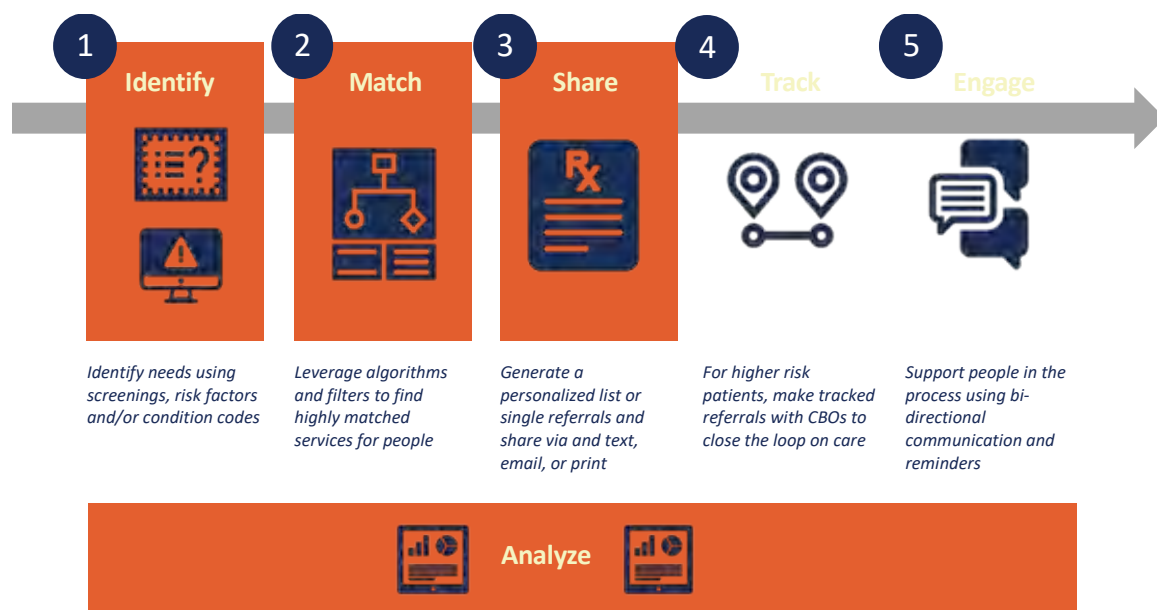 1
Identify
2
Match
3
Share
4
Track
5
Engage
?
!
Rx
Identify needs using
screenings, risk factors
and/or condition codes
Leverage algorithms
and filters to find
highly matched
services for people
Generate a
personalized list or
single referrals and
share via and text,
email, or print
For higher risk
patients, make tracked
referrals with CBOs to
close the loop on care
Support people in the
process using bi-
directional
communication and
reminders
Analyze